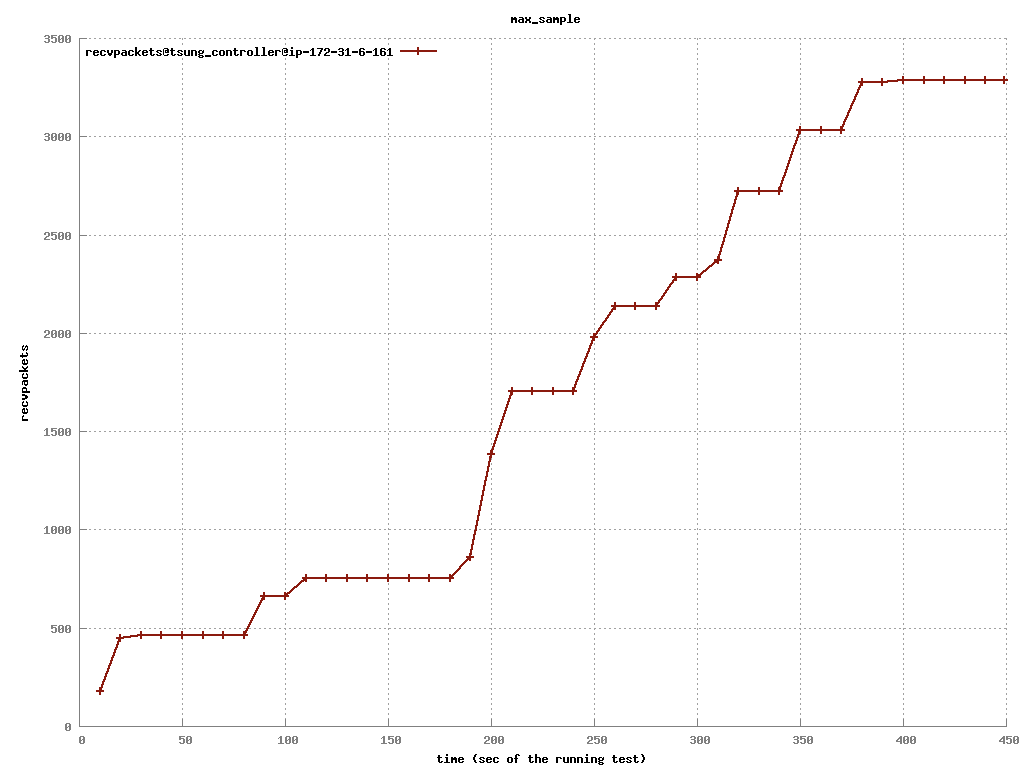 max_sample
recvpackets@tsung_controller@ip-172-31-6-161
3500
3000
2500
2000
1500
1000
500
0
recvpackets
0 50 100 150 200 250 300 350 400 450
time (sec of the running test)